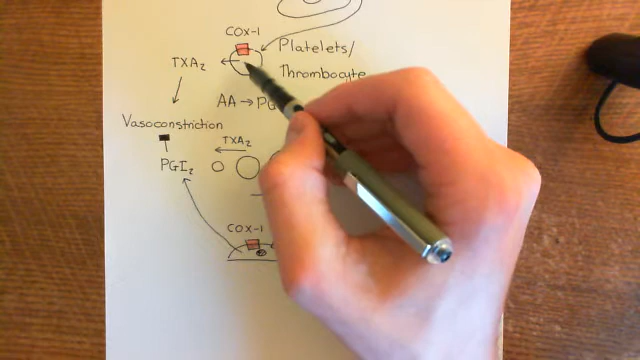 COX-1
Platelets/
TXA₂
Thrombocyte
AA → PG
Vasoconstriction
TXA₂
PGI₂
COX-1